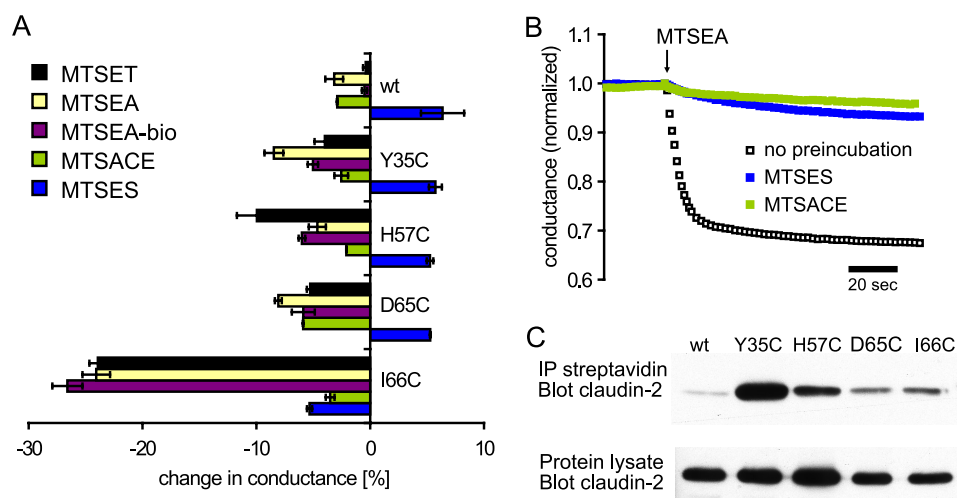 A
MTSET
MTSEA
MTSEA-bio
MTSACE
MTSES
wt
Y35C
H57C
D65C
I66C
-30 -20 -10 0 10
change in conductance [%]
B
MTSEA
1.1
1.0
0.9
0.8
0.7
0.6
conductance (normalized)
no preincubation
MTSES
MTSACE
20 sec
C
wt Y35C H57C D65C I66C
IP streptavidin
Blot claudin-2
Protein lysate
Blot claudin-2